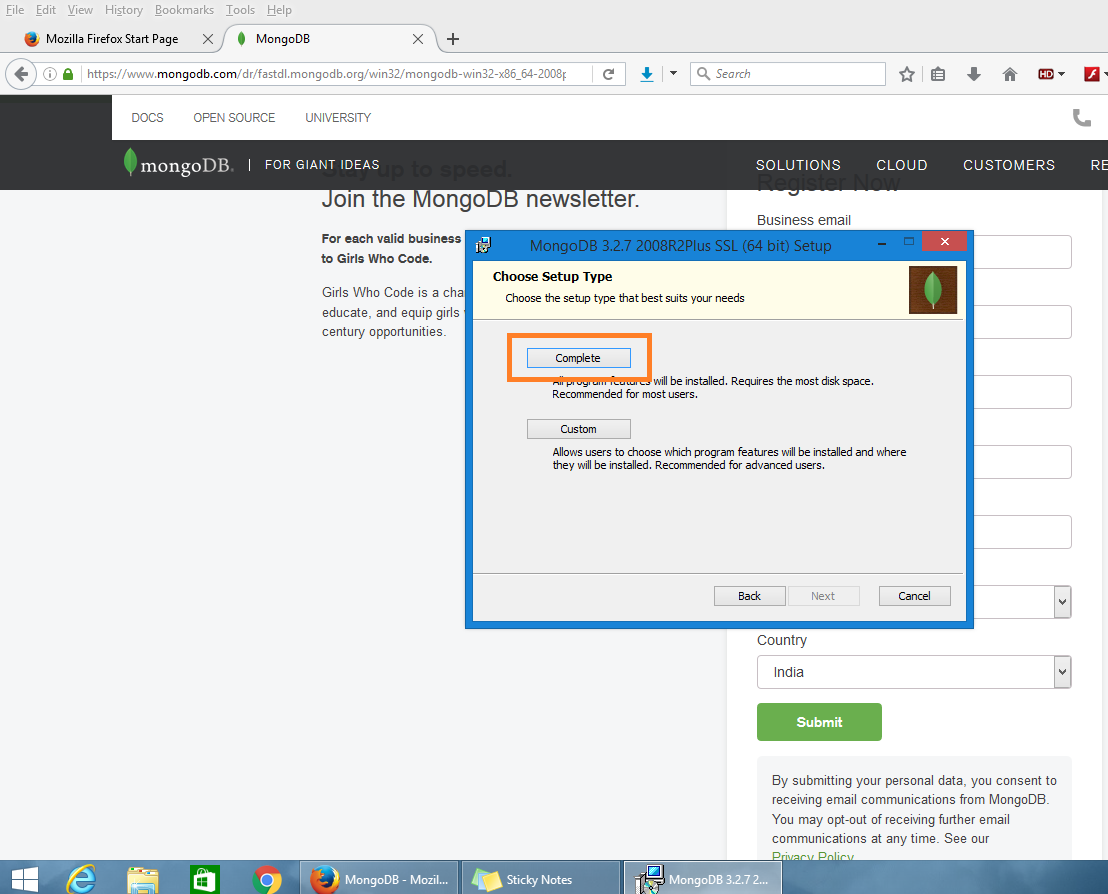 File Edit View History Bookmarks Tools Help
Mozilla Firefox Start Page
MongoDB
https://www.mongodb.com/dr/fastdl.mongodb.org/win32/mongodb-win32-x86_64-2008p
Search
HD
DOCS OPEN SOURCE UNIVERSITY
mongoDB. | FOR GIANT IDEAS
SOLUTIONS CLOUD CUSTOMERS RE
Stay up to speed.
Join the MongoDB newsletter.
For each valid business
to Girls Who Code.
Girls Who Code is a cha
educate, and equip girls
century opportunities.
Register Now
Business email
MongoDB 3.2.7 2008R2Plus SSL (64 bit) Setup
Choose Setup Type
Choose the setup type that best suits your needs
Complete
All program features will be installed. Requires the most disk space.
Recommended for most users.
Custom
Allows users to choose which program features will be installed and where
they will be installed. Recommended for advanced users.
Back Next Cancel
Country
India
Submit
By submitting your personal data, you consent to
receiving email communications from MongoDB.
You may opt-out of receiving further email
communications at any time. See our
Privacy Policy
MongoDB - Mozil...
Sticky Notes
MongoDB 3.2.7 2...